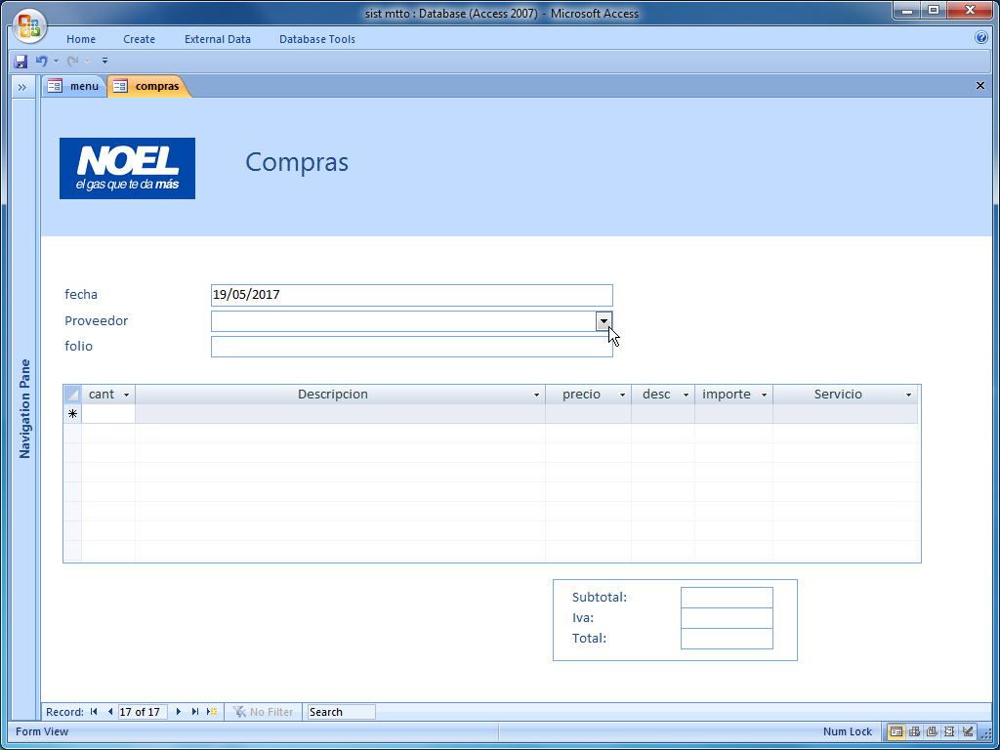 sist mtto : Database (Access 2007) - Microsoft Access
Home Create External Data Database Tools
menu compras
NOEL
el gas que te da más
Compras
fecha 19/05/2017
Proveedor
folio
Navigation Pane
cant Descripcion precio desc importe Servicio
Subtotal:
Iva:
Total:
Record: 17 of 17 No Filter Search
Form View Num Lock